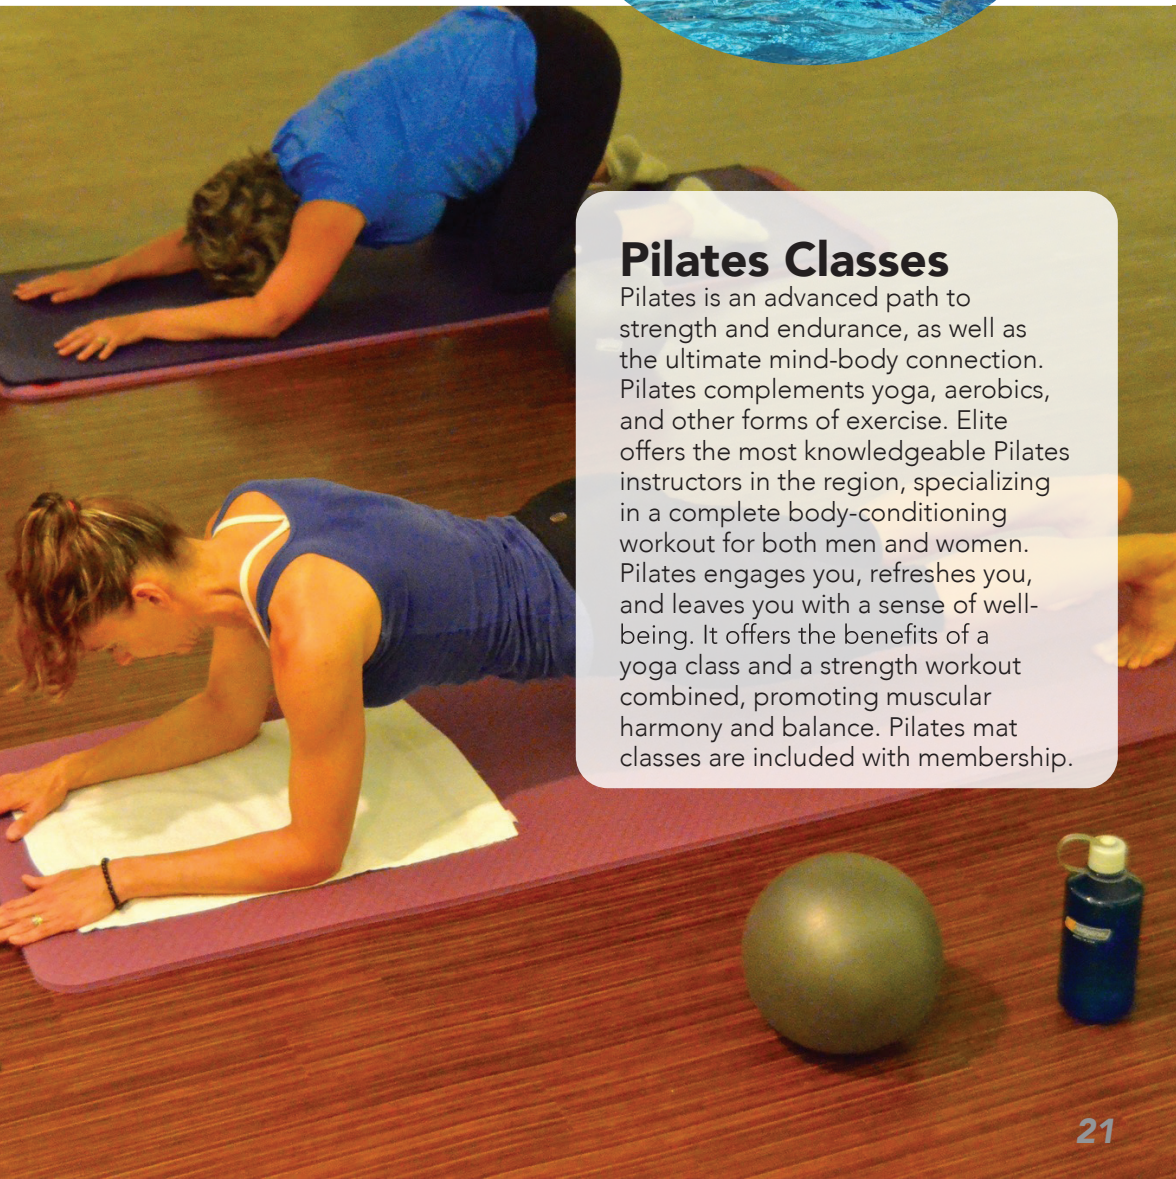 Pilates Classes
Pilates is an advanced path to
strength and endurance, as well as
the ultimate mind-body connection.
Pilates complements yoga, aerobics,
and other forms of exercise. Elite
offers the most knowledgeable Pilates
instructors in the region, specializing
in a complete body-conditioning
workout for both men and women.
Pilates engages you, refreshes you,
and leaves you with a sense of well-
being. It offers the benefits of a
yoga class and a strength workout
combined, promoting muscular
harmony and balance. Pilates mat
classes are included with membership.
21